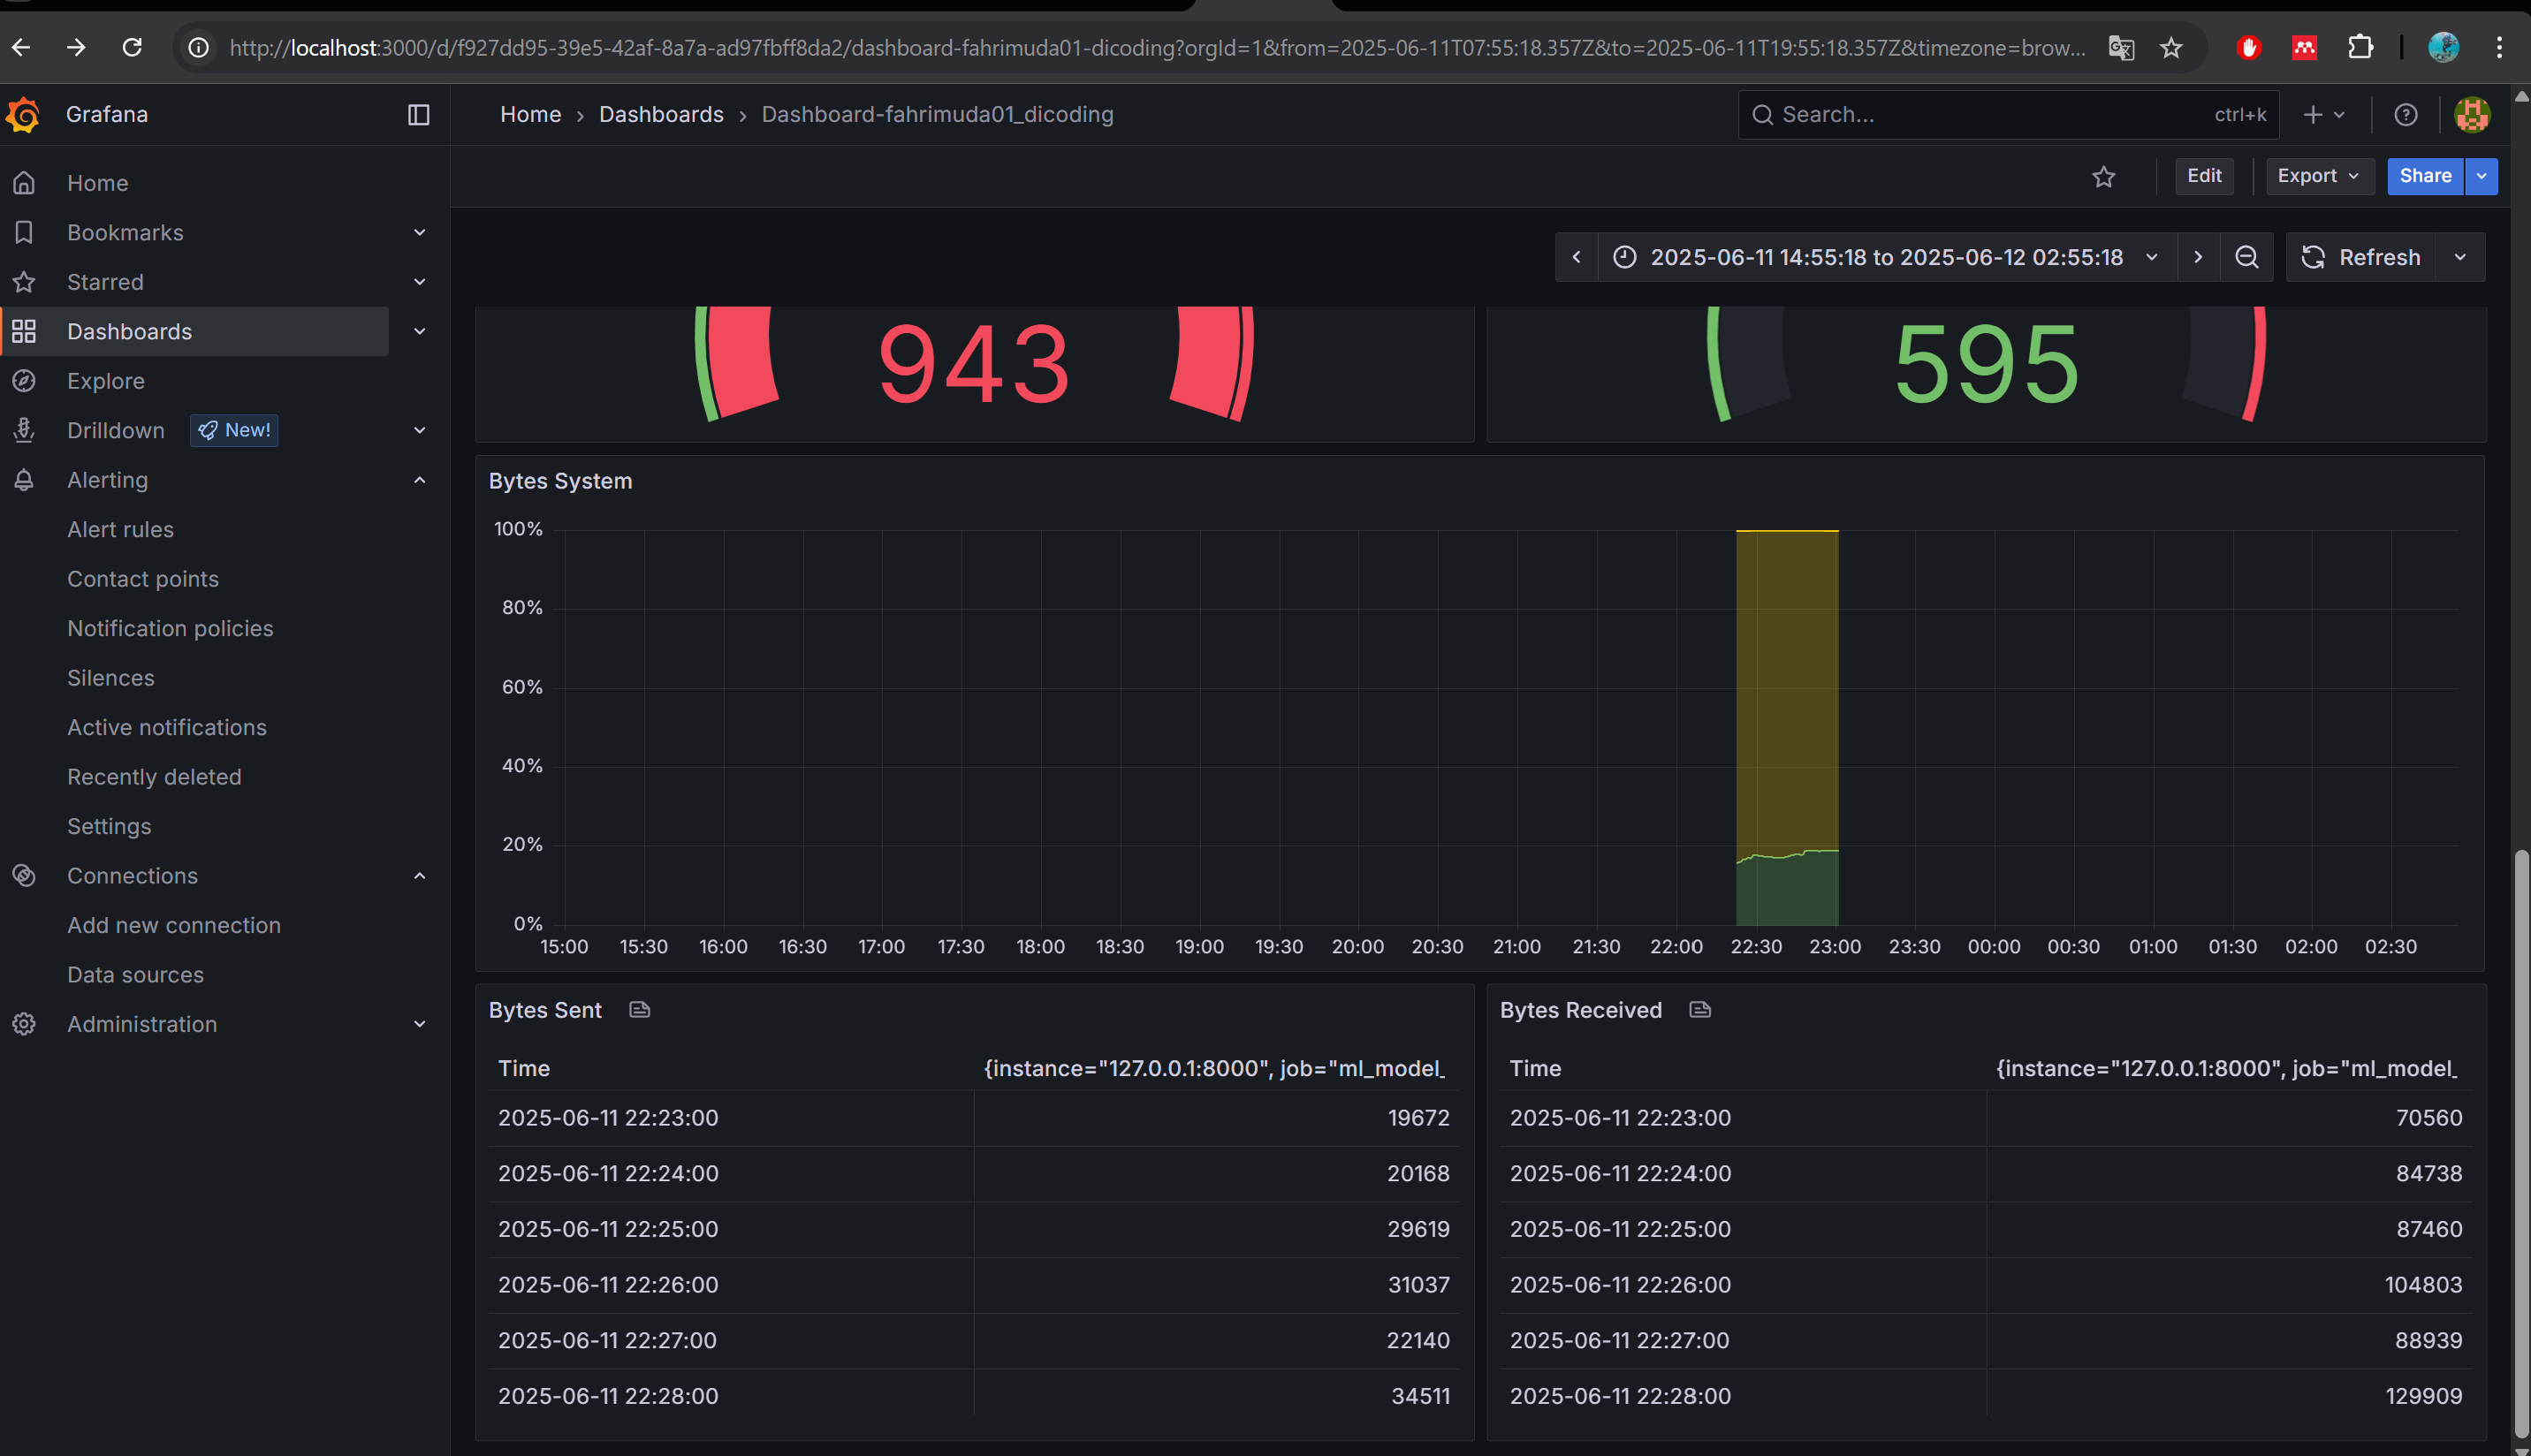 http://localhost:3000/d/f927dd95-39e5-42af-8a7a-ad97fbff8da2/dashboard-fahrimuda01-dicoding?orgId=1&from=2025-06-11T07:55:18.357Z&to=2025-06-11T19:55:18.357Z&timezone=brow...
Grafana
Home › Dashboards › Dashboard-fahrimuda01_dicoding
Search...
ctrl+k
Edit
Export
Share
2025-06-11 14:55:18 to 2025-06-12 02:55:18
Refresh
Home
Bookmarks
Starred
Dashboards
Explore
Drilldown
New!
Alerting
Alert rules
Contact points
Notification policies
Silences
Active notifications
Recently deleted
Settings
Connections
Add new connection
Data sources
Administration
943
595
Bytes System
100%
80%
60%
40%
20%
0%
15:00 15:30 16:00 16:30 17:00 17:30 18:00 18:30 19:00 19:30 20:00 20:30 21:00 21:30 22:00 22:30 23:00 23:30 00:00 00:30 01:00 01:30 02:00 02:30
Bytes Sent
Time {instance="127.0.0.1:8000", job="ml_model_
2025-06-11 22:23:00 19672
2025-06-11 22:24:00 20168
2025-06-11 22:25:00 29619
2025-06-11 22:26:00 31037
2025-06-11 22:27:00 22140
2025-06-11 22:28:00 34511
Bytes Received
Time {instance="127.0.0.1:8000", job="ml_model_
2025-06-11 22:23:00 70560
2025-06-11 22:24:00 84738
2025-06-11 22:25:00 87460
2025-06-11 22:26:00 104803
2025-06-11 22:27:00 88939
2025-06-11 22:28:00 129909